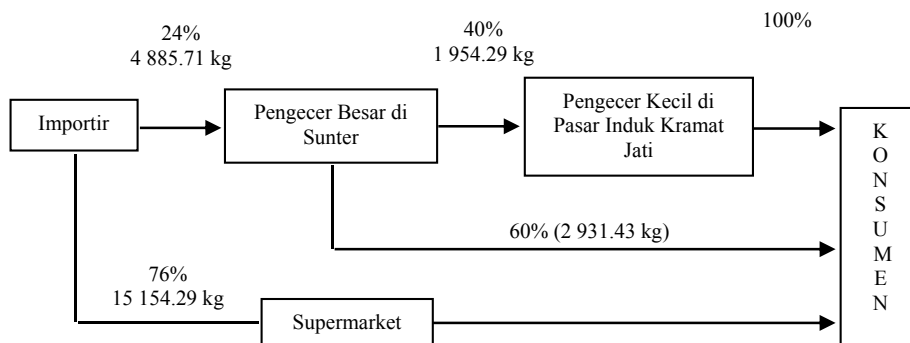 24%
4 885.71 kg
40%
1 954.29 kg
100%
Importir
Pengecer Besar di
Sunter
Pengecer Kecil di
Pasar Induk Kramat
Jati
K
O
N
S
U
M
E
N
60% (2 931.43 kg)
76%
15 154.29 kg
Supermarket